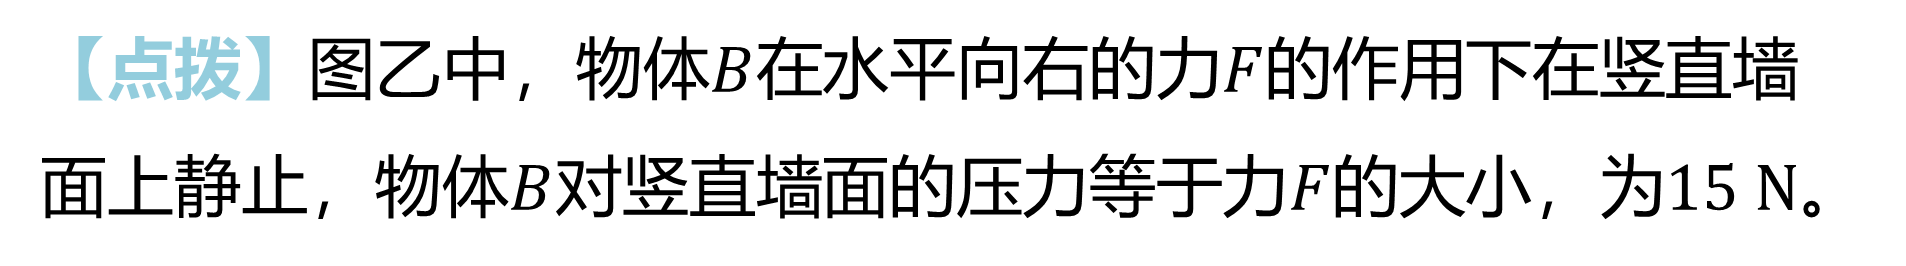 【点拨】图乙中，物体B在水平向右的力F的作用下在竖直墙
面上静止，物体B对竖直墙面的压力等于力F的大小，为15 N。